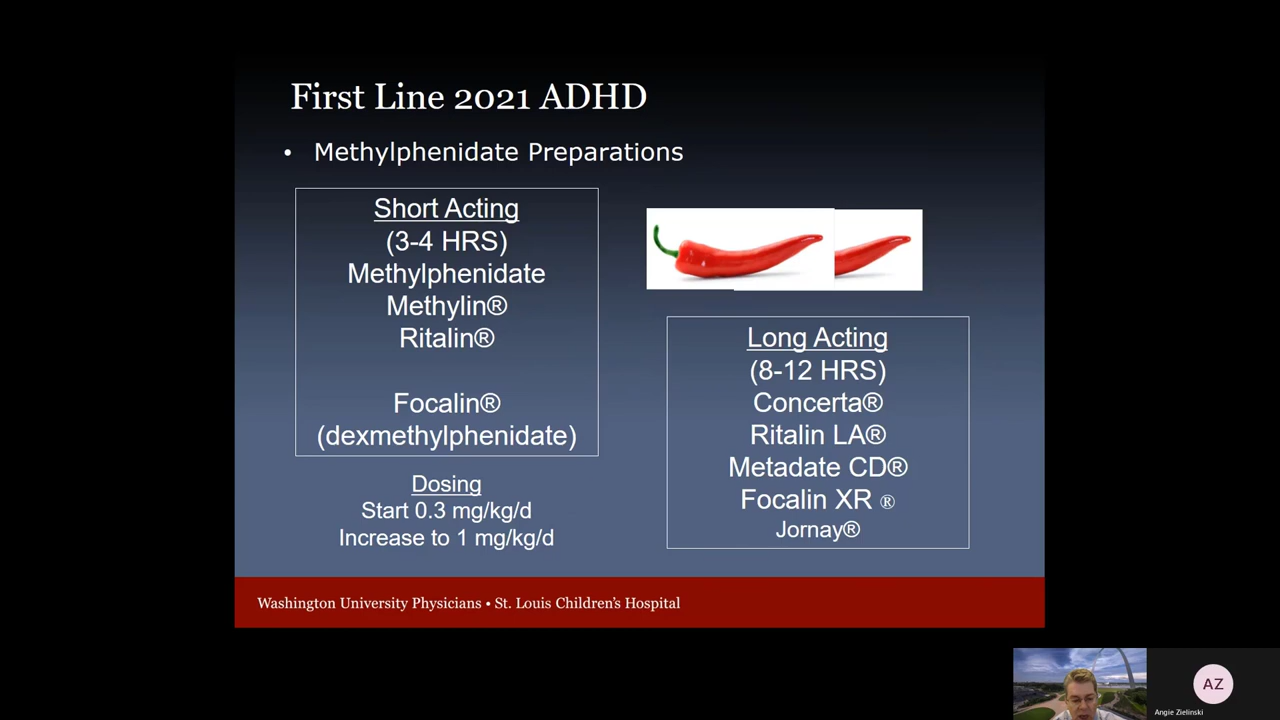 First Line 2021 ADHD
• Methylphenidate Preparations
Short Acting
(3-4 HRS)
Methylphenidate
Methylin®
Ritalin®
Focalin®
(dexmethylphenidate)
Dosing
Start 0.3 mg/kg/d
Increase to 1 mg/kg/d
Long Acting
(8-12 HRS)
Concerta®
Ritalin LA®
Metadate CD®
Focalin XR ®
Jornay®
Washington University Physicians • St. Louis Children's Hospital
AZ
Angie Zielinski